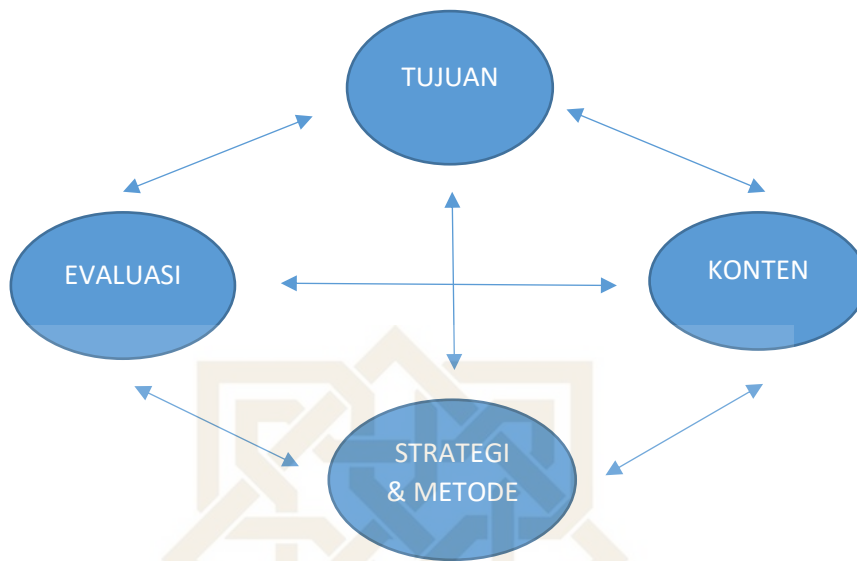 TUJUAN
EVALUASI
KONTEN
STRATEGI
& METODE